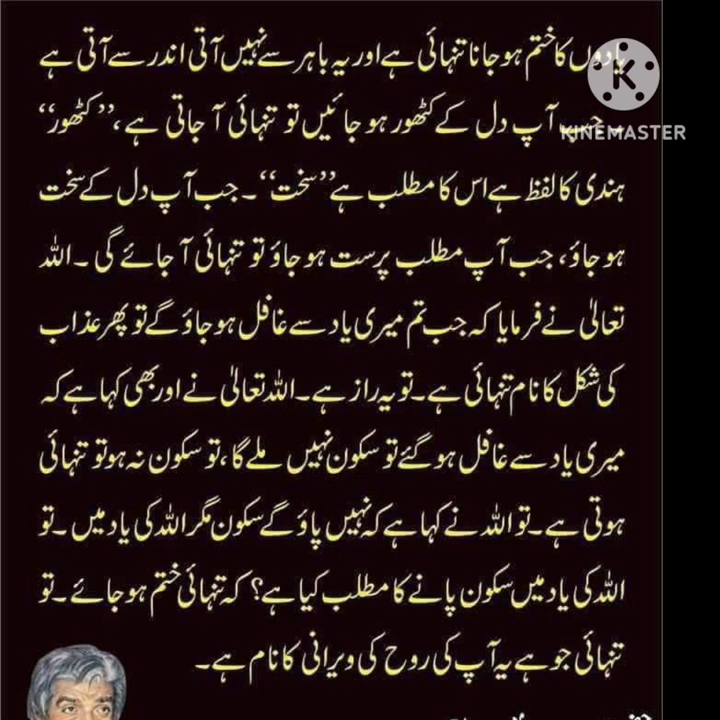 یادوں کا ختم ہو جانا تنہائی ہے اور یہ باہر سے نہیں آتی اندر سے آتی ہے
KINEMASTER
۔ جب آپ دل کے کٹھور ہو جائیں تو تنہائی آ جاتی ہے، ”کٹھور“
ہندی کا لفظ ہے اس کا مطلب ہے ”سخت“۔ جب آپ دل کے سخت
ہو جاؤ، جب آپ مطلب پرست ہو جاؤ تو تنہائی آ جائے گی۔ اللہ
تعالیٰ نے فرمایا کہ جب تم میری یاد سے غافل ہو جاؤ گے تو پھر عذاب
کی شکل کا نام تنہائی ہے۔ تو یہ راز ہے۔ اللہ تعالیٰ نے اور بھی کہا ہے کہ
میری یاد سے غافل ہو گئے تو سکون نہیں ملے گا، تو سکون نہ ہو تو تنہائی
ہوتی ہے۔ تو اللہ نے کہا ہے کہ نہیں پاؤ گے سکون مگر اللہ کی یاد میں۔ تو
اللہ کی یاد میں سکون پانے کا مطلب کیا ہے؟ کہ تنہائی ختم ہو جائے۔ تو
تنہائی جو ہے یہ آپ کی روح کی ویرانی کا نام ہے۔